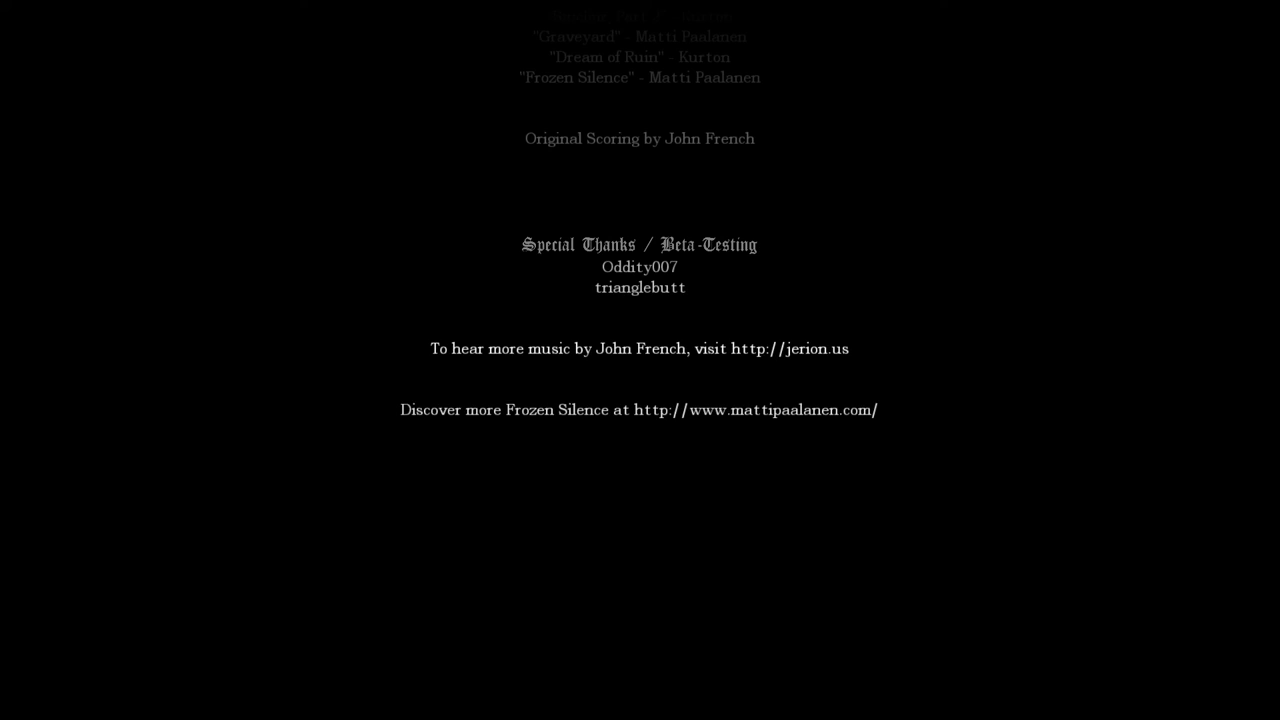 "Graveyard" - Matti Paalanen
"Dream of Ruin" - Kurton
"Frozen Silence" - Matti Paalanen
Original Scoring by John French
Special Thanks / Beta-Testing
Oddity007
trianglebutt
To hear more music by John French, visit http://jerion.us
Discover more Frozen Silence at http://www.mattipaalanen.com/